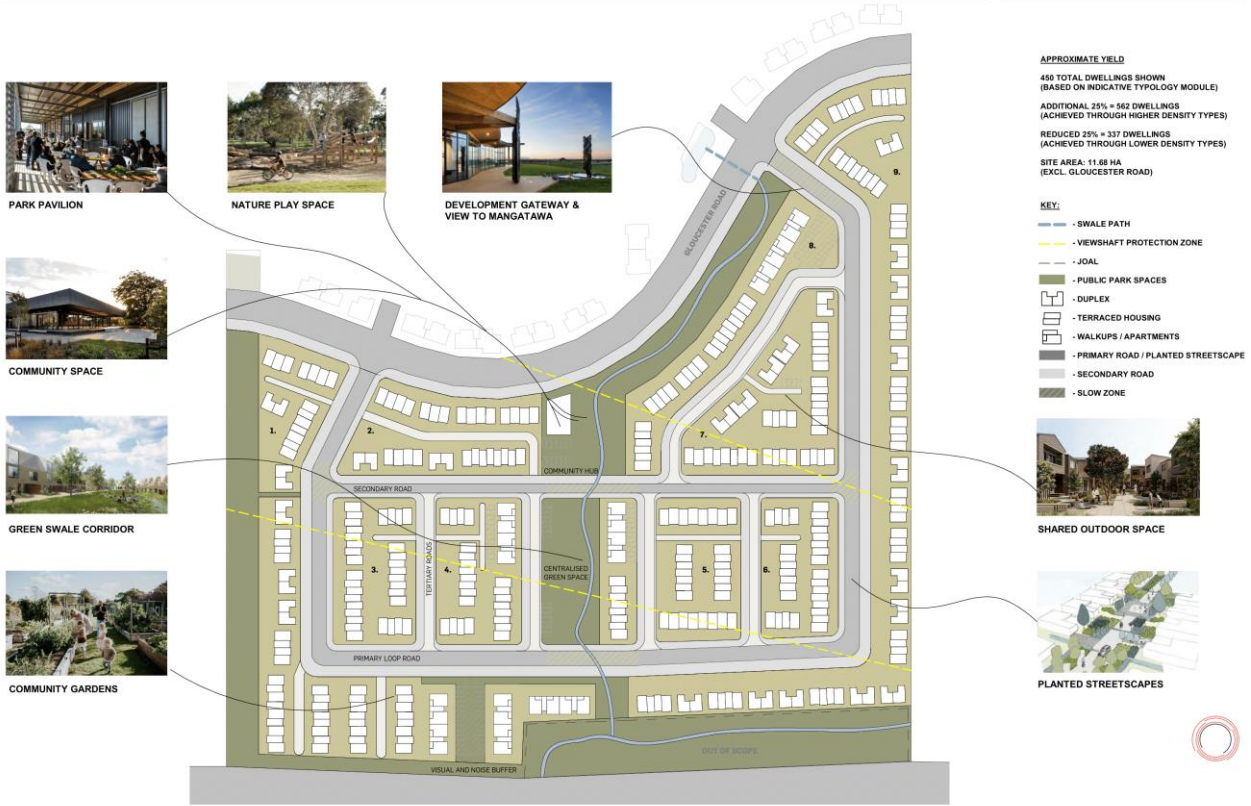 PARK PAVILION
NATURE PLAY SPACE
DEVELOPMENT GATEWAY &
VIEW TO MANGATAWA
COMMUNITY SPACE
GREEN SWALE CORRIDOR
COMMUNITY GARDENS
GLOUCESTER ROAD
1.
2.
3.
4.
5.
6.
7.
8.
9.
COMMUNITY HUB
SECONDARY ROAD
TERTIARY ROADS
CENTRALISED
GREEN SPACE
PRIMARY LOOP ROAD
VISUAL AND NOISE BUFFER
OUT OF SCOPE
APPROXIMATE YIELD
450 TOTAL DWELLINGS SHOWN
(BASED ON INDICATIVE TYPOLOGY MODULE)
ADDITIONAL 25% = 562 DWELLINGS
(ACHIEVED THROUGH HIGHER DENSITY TYPES)
REDUCED 25% = 337 DWELLINGS
(ACHIEVED THROUGH LOWER DENSITY TYPES)
SITE AREA: 11.68 HA
(EXCL. GLOUCESTER ROAD)
KEY:
- SWALE PATH
- VIEWSHAFT PROTECTION ZONE
- JOAL
- PUBLIC PARK SPACES
- DUPLEX
- TERRACED HOUSING
- WALKUPS / APARTMENTS
- PRIMARY ROAD / PLANTED STREETSCAPE
- SECONDARY ROAD
- SLOW ZONE
SHARED OUTDOOR SPACE
PLANTED STREETSCAPES